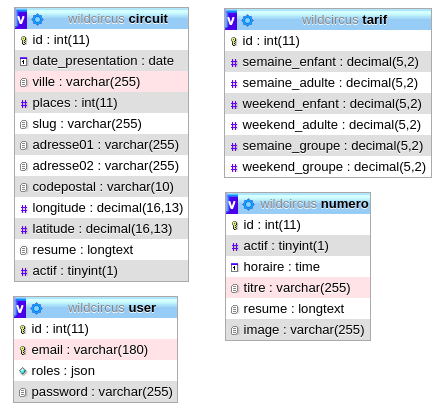 v wildcircus circuit
id : int(11)
date_presentation : date
ville : varchar(255)
# places : int(11)
slug : varchar(255)
adresse01 : varchar(255)
adresse02 : varchar(255)
codepostal : varchar(10)
# longitude : decimal(16,13)
# latitude : decimal(16,13)
resume : longtext
# actif : tinyint(1)
v wildcircus user
id : int(11)
email : varchar(180)
roles : json
password : varchar(255)
v wildcircus tarif
id : int(11)
# semaine_enfant : decimal(5,2)
# semaine_adulte : decimal(5,2)
# weekend_enfant : decimal(5,2)
# weekend_adulte : decimal(5,2)
# semaine_groupe : decimal(5,2)
# weekend_groupe : decimal(5,2)
v wildcircus numero
id : int(11)
# actif : tinyint(1)
horaire : time
titre : varchar(255)
resume : longtext
image : varchar(255)